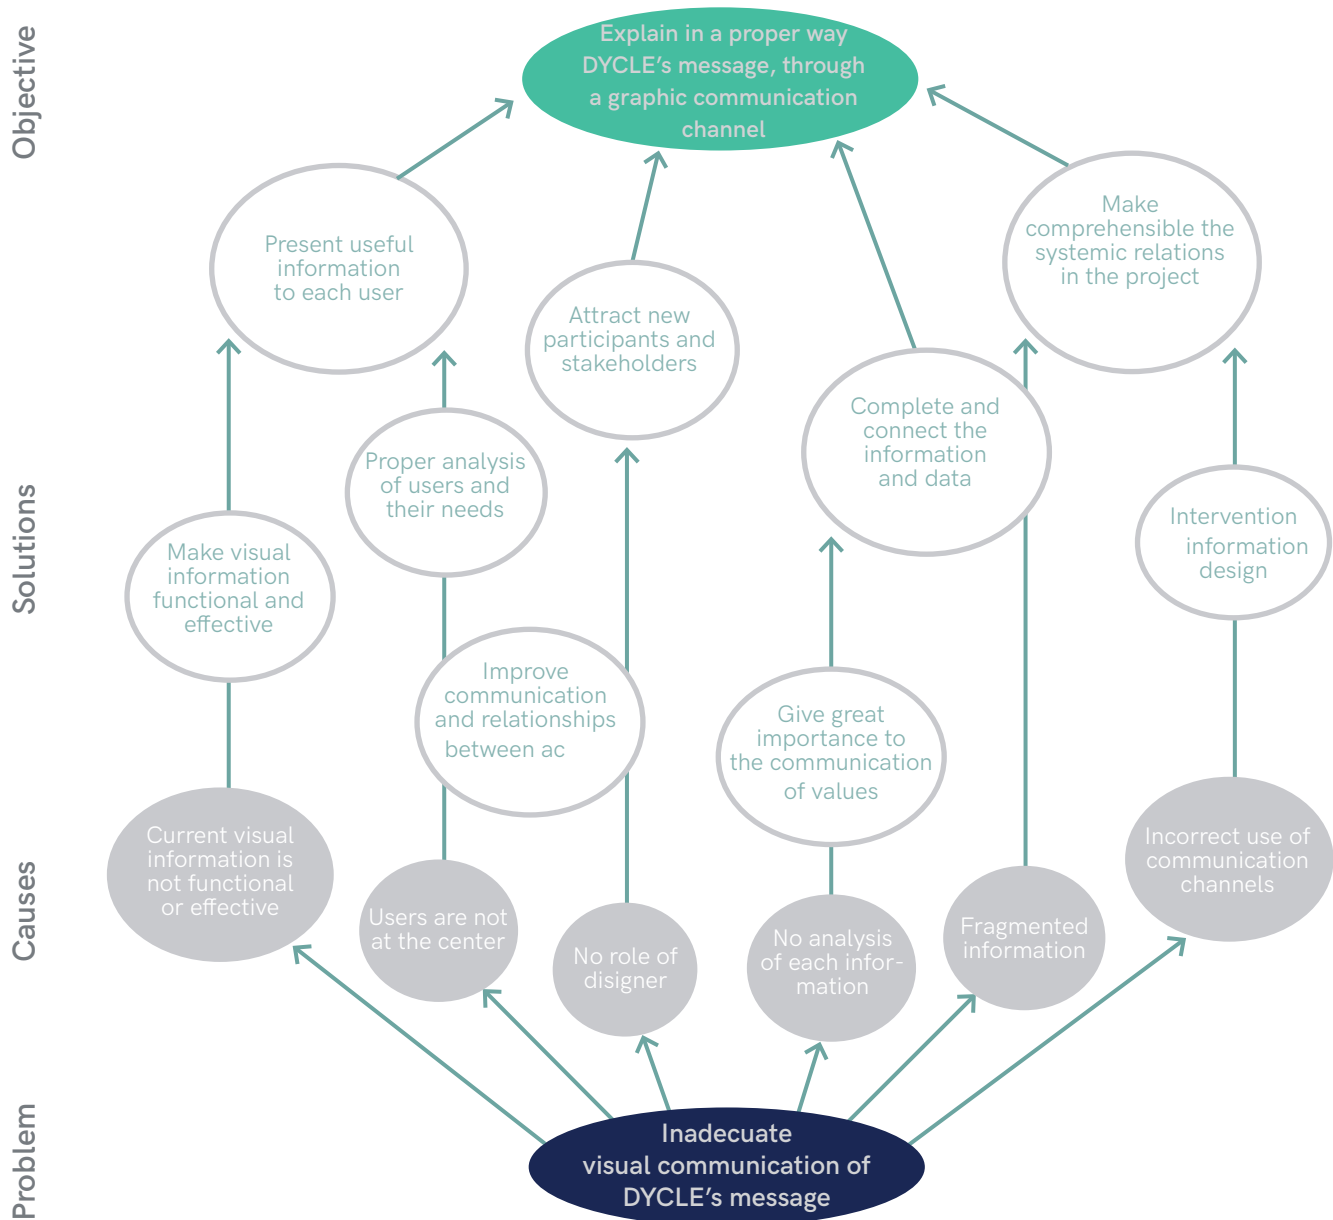 Objective
Explain in a proper way
DYCLE’s message, through
a graphic communication
channel
Present useful
information
to each user
Attract new
participants and
stakeholders
Make
comprehensible the
systemic relations
in the project
Solutions
Make visual
information
functional and
effective
Proper analysis
of users and
their needs
Improve
communication
and relationships
between ac
Complete and
connect the
information
and data
Give great
importance to
the communication
of values
Intervention
information
design
Causes
Current visual
information is
not functional
or effective
Users are not
at the center
No role of
disigner
No analysis
of each infor-
mation
Fragmented
information
Incorrect use of
communication
channels
Problem
Inadecuate
visual communication of
DYCLE’s message